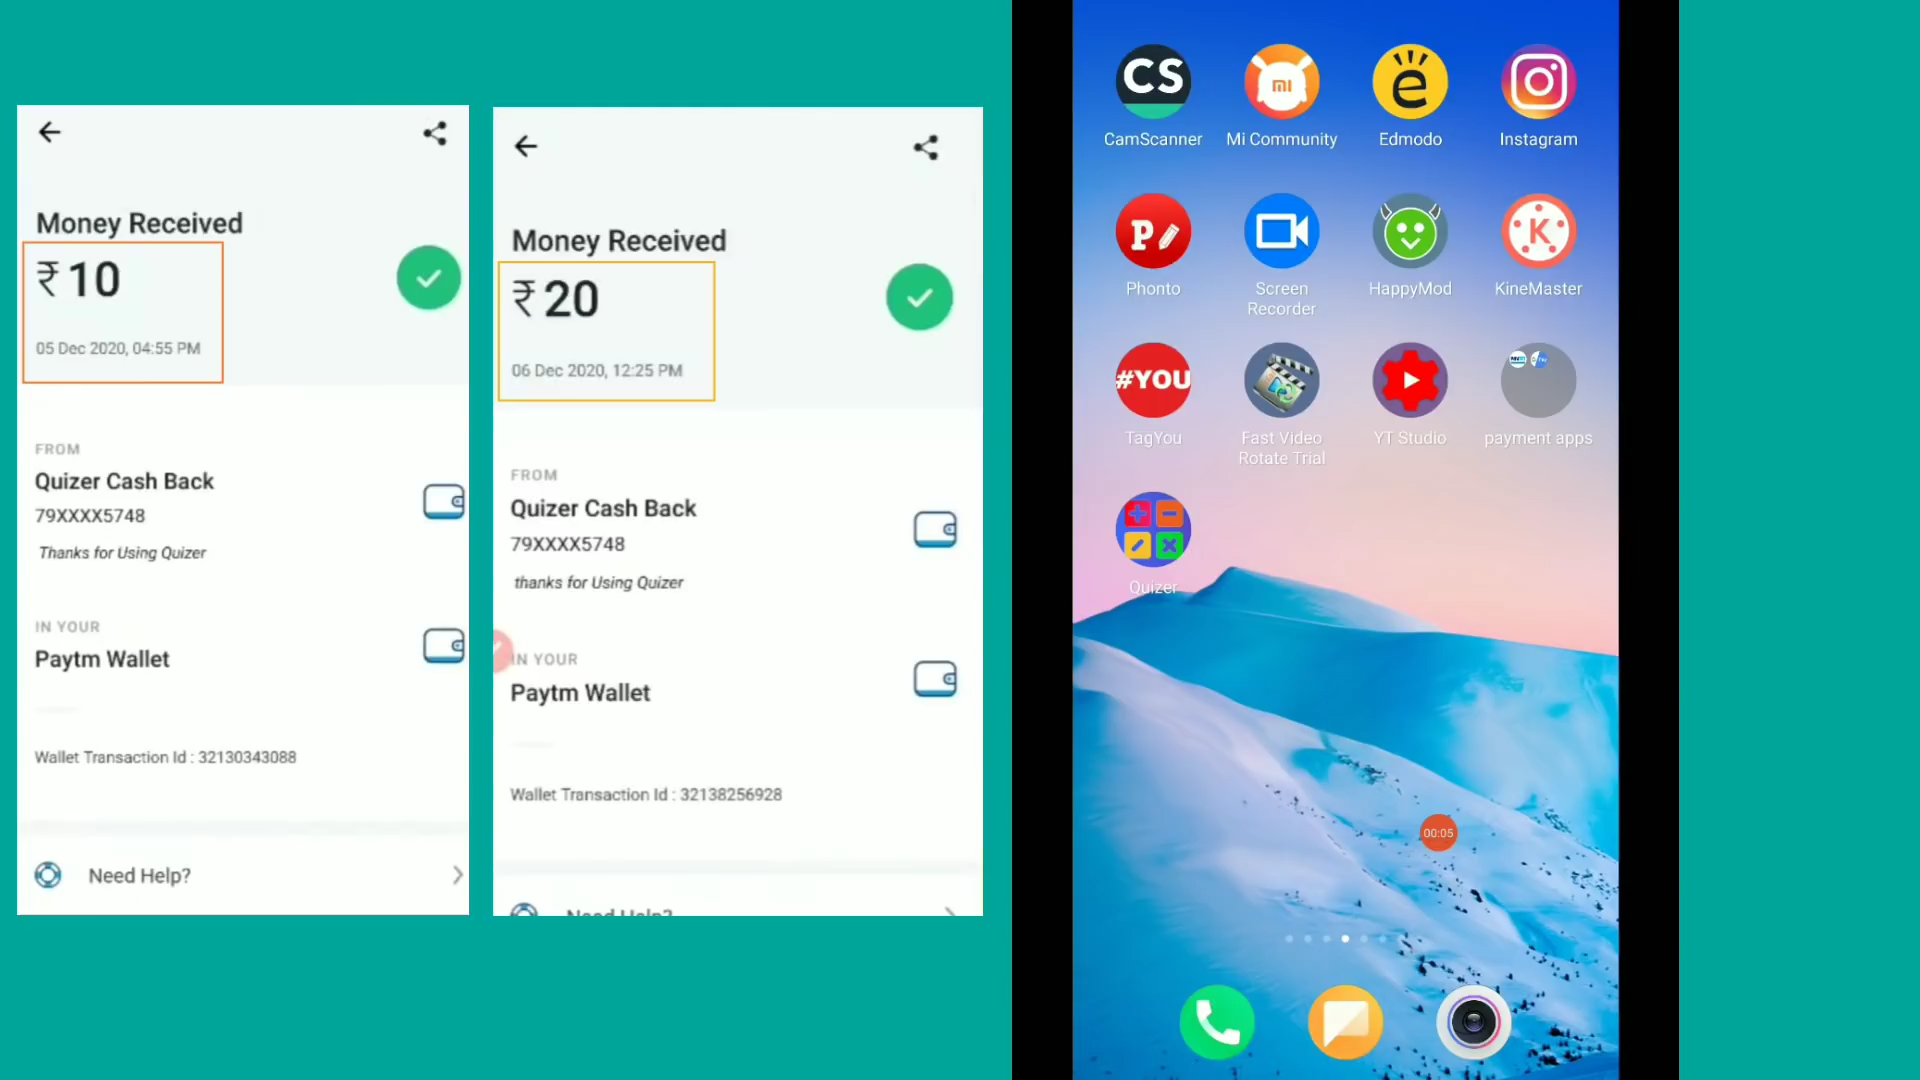 Money Received
₹10
05 Dec 2020, 04:55 PM
FROM
Quizer Cash Back
79XXXX5748
Thanks for Using Quizer
IN YOUR
Paytm Wallet
Wallet Transaction Id : 32130343088
Need Help?
Money Received
₹20
06 Dec 2020, 12:25 PM
FROM
Quizer Cash Back
79XXXX5748
thanks for Using Quizer
IN YOUR
Paytm Wallet
Wallet Transaction Id : 32138256928
Need Help?
CS
mi
e
CamScanner Mi Community Edmodo Instagram
P
K
Phonto Screen Recorder HappyMod KineMaster
#YOU
TagYou Fast Video Rotate Trial YT Studio payment apps
Quizer
00:05